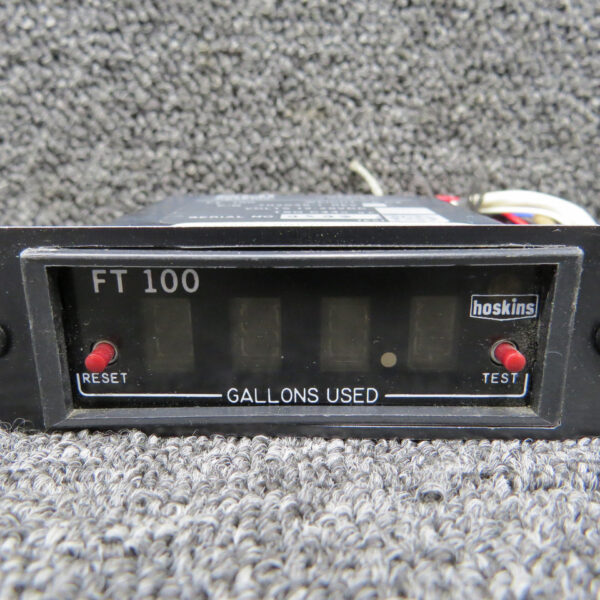 SERIAL NO
FT 100
hoskins
RESET
TEST
GALLONS USED